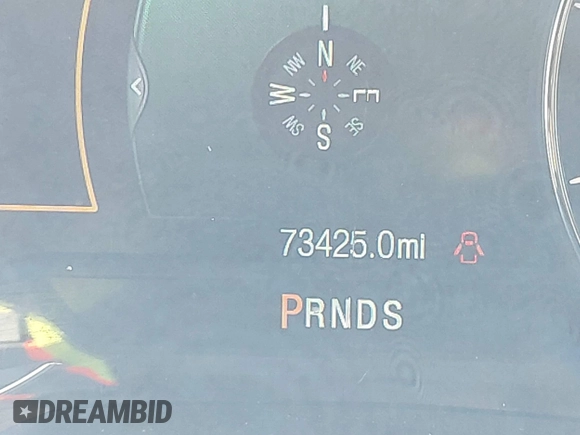 N
NW NE
W E
SW SE
S
73425.0mi
PRNDS
DREAMBID